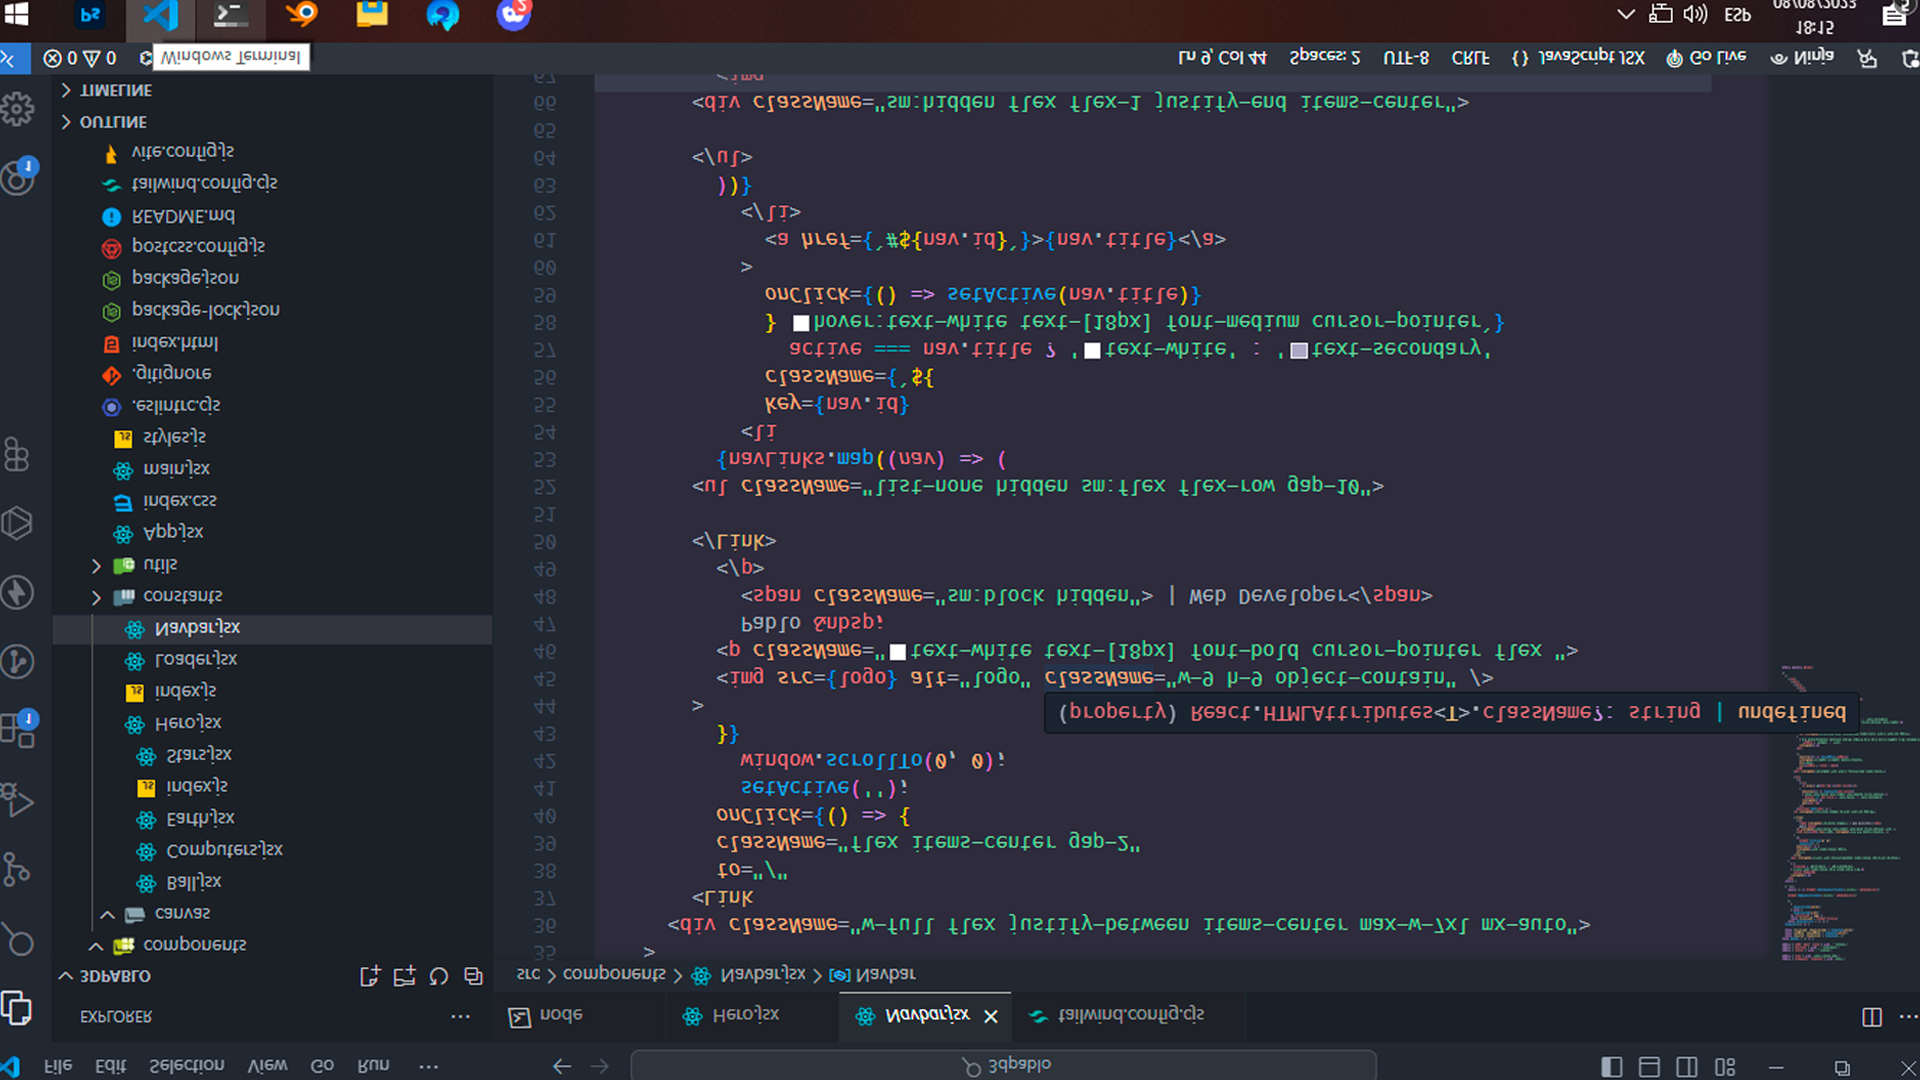 File Edit Selection View Go Run ...
3dpablo
EXPLORER ...
node
Hero.jsx
Navbar.jsx
tailwind.config.cjs
src > components > Navbar.jsx > Navbar
3DPABLO
components
canvas
Ball.jsx
Computers.jsx
Earth.jsx
index.js
Stars.jsx
Hero.jsx
index.js
Loader.jsx
Navbar.jsx
constants
utils
App.jsx
index.css
main.jsx
styles.js
.eslintrc.cjs
.gitignore
index.html
package-lock.json
package.json
postcss.config.js
README.md
tailwind.config.cjs
vite.config.js
OUTLINE
TIMELINE
35 >
36 <div className="w-full flex justify-between items-center max-w-7xl mx-auto">
37 <Link
38 to="/"
39 className="flex items-center gap-2"
40 onClick={() => {
41 setActive('');
42 window.scrollTo(0, 0);
43 }}
44 >
(property) React.HTMLAttributes<T>.className?: string | undefined
45 <img src={logo} alt="logo" className="w-9 h-9 object-contain" />
46 <p className="text-white text-[18px] font-bold cursor-pointer flex ">
47 Pablo &nbsp;
48 <span className="sm:block hidden"> | Web Developer</span>
49 </p>
50 </Link>
51
52 <ul className="list-none hidden sm:flex flex-row gap-10">
53 {navLinks.map((nav) => (
54 <li
55 key={nav.id}
56 className={`${
57 active === nav.title ? 'text-white' : 'text-secondary'
58 } hover:text-white text-[18px] font-medium cursor-pointer`}
59 onClick={() => setActive(nav.title)}
60 >
61 <a href={`#${nav.id}`}>{nav.title}</a>
62 </li>
63 ))}
64 </ul>
65
66 <div className="sm:hidden flex flex-1 justify-end items-center">
67 <img
0 0
Windows Terminal
Ln 9, Col 44 Spaces: 2 UTF-8 CRLF {} JavaScript JSX Go Live Ninja
Ps
2
ESP
18:15
08/08/2023